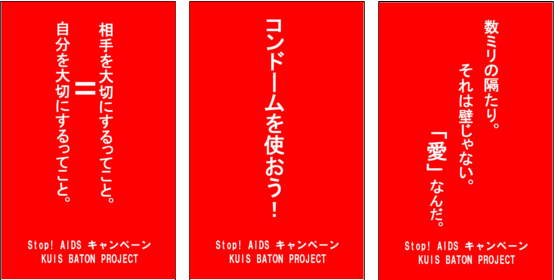 相手を大切にするってこと。
=
自分を大切にするってこと。
Stop! AIDS キャンペーン
KUIS BATON PROJECT
コンドームを使おう！
Stop! AIDS キャンペーン
KUIS BATON PROJECT
数ミリの隔たり。
それは壁じゃない。
「愛」なんだ。
Stop! AIDS キャンペーン
KUIS BATON PROJECT